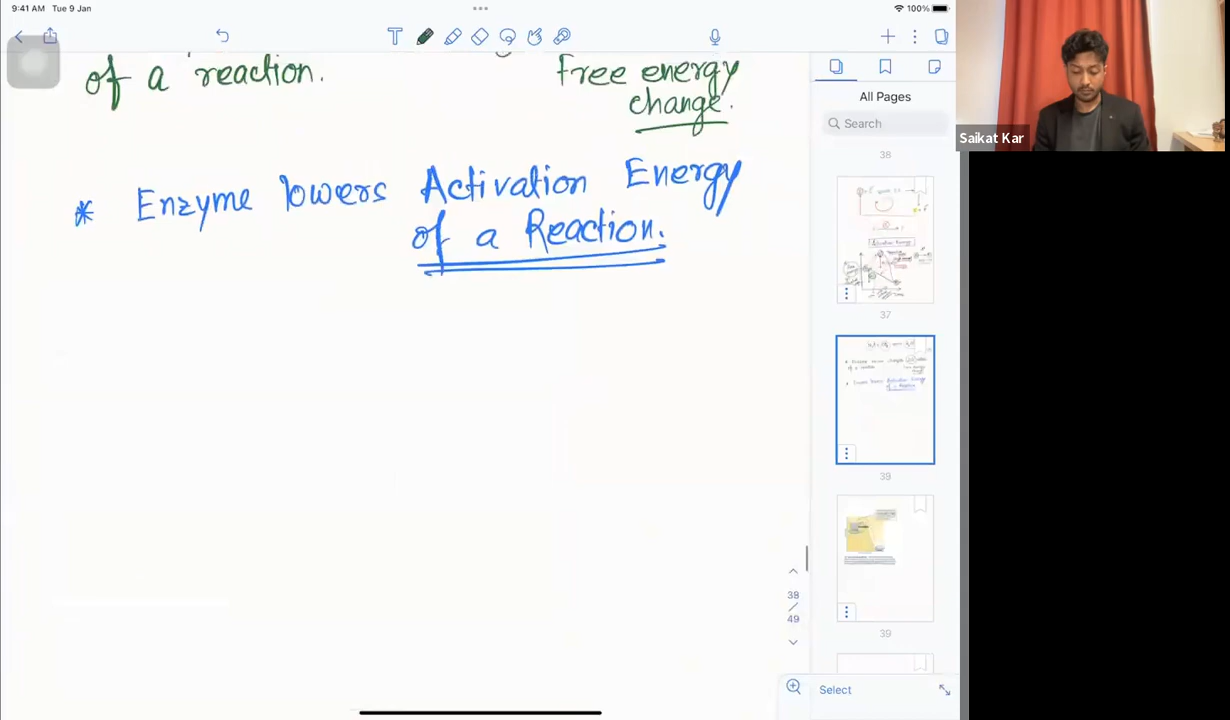 9:41 AM Tue 9 Jan
100%
of a reaction.
Free energy
change.
* Enzyme lowers Activation Energy
of a Reaction.
All Pages
Search
38
37
39
39
38
49
Select
Saikat Kar